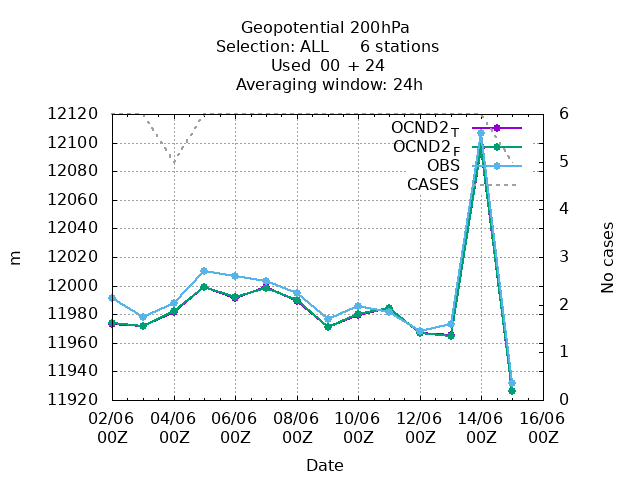 Geopotential 200hPa
Selection: ALL 6 stations
Used 00 + 24
Averaging window: 24h
12120
12100
12080
12060
12040
12020
12000
11980
11960
11940
11920
m
6
5
4
3
2
1
0
No cases
OCND2T
OCND2F
OBS
CASES
02/06 04/06 06/06 08/06 10/06 12/06 14/06 16/06
00Z 00Z 00Z 00Z 00Z 00Z 00Z 00Z
Date